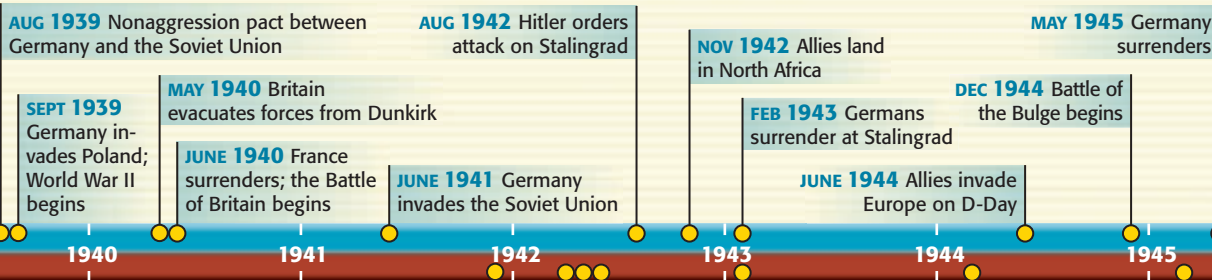 AUG 1939 Nonaggression pact between
Germany and the Soviet Union
SEPT 1939
Germany in-
vades Poland;
World War II
begins
MAY 1940 Britain
evacuates forces from Dunkirk
JUNE 1940 France
surrenders; the Battle
of Britain begins
JUNE 1941 Germany
invades the Soviet Union
AUG 1942 Hitler orders
attack on Stalingrad
NOV 1942 Allies land
in North Africa
FEB 1943 Germans
surrender at Stalingrad
JUNE 1944 Allies invade
Europe on D-Day
DEC 1944 Battle of
the Bulge begins
MAY 1945 Germany
surrenders
1940 1941 1942 1943 1944 1945